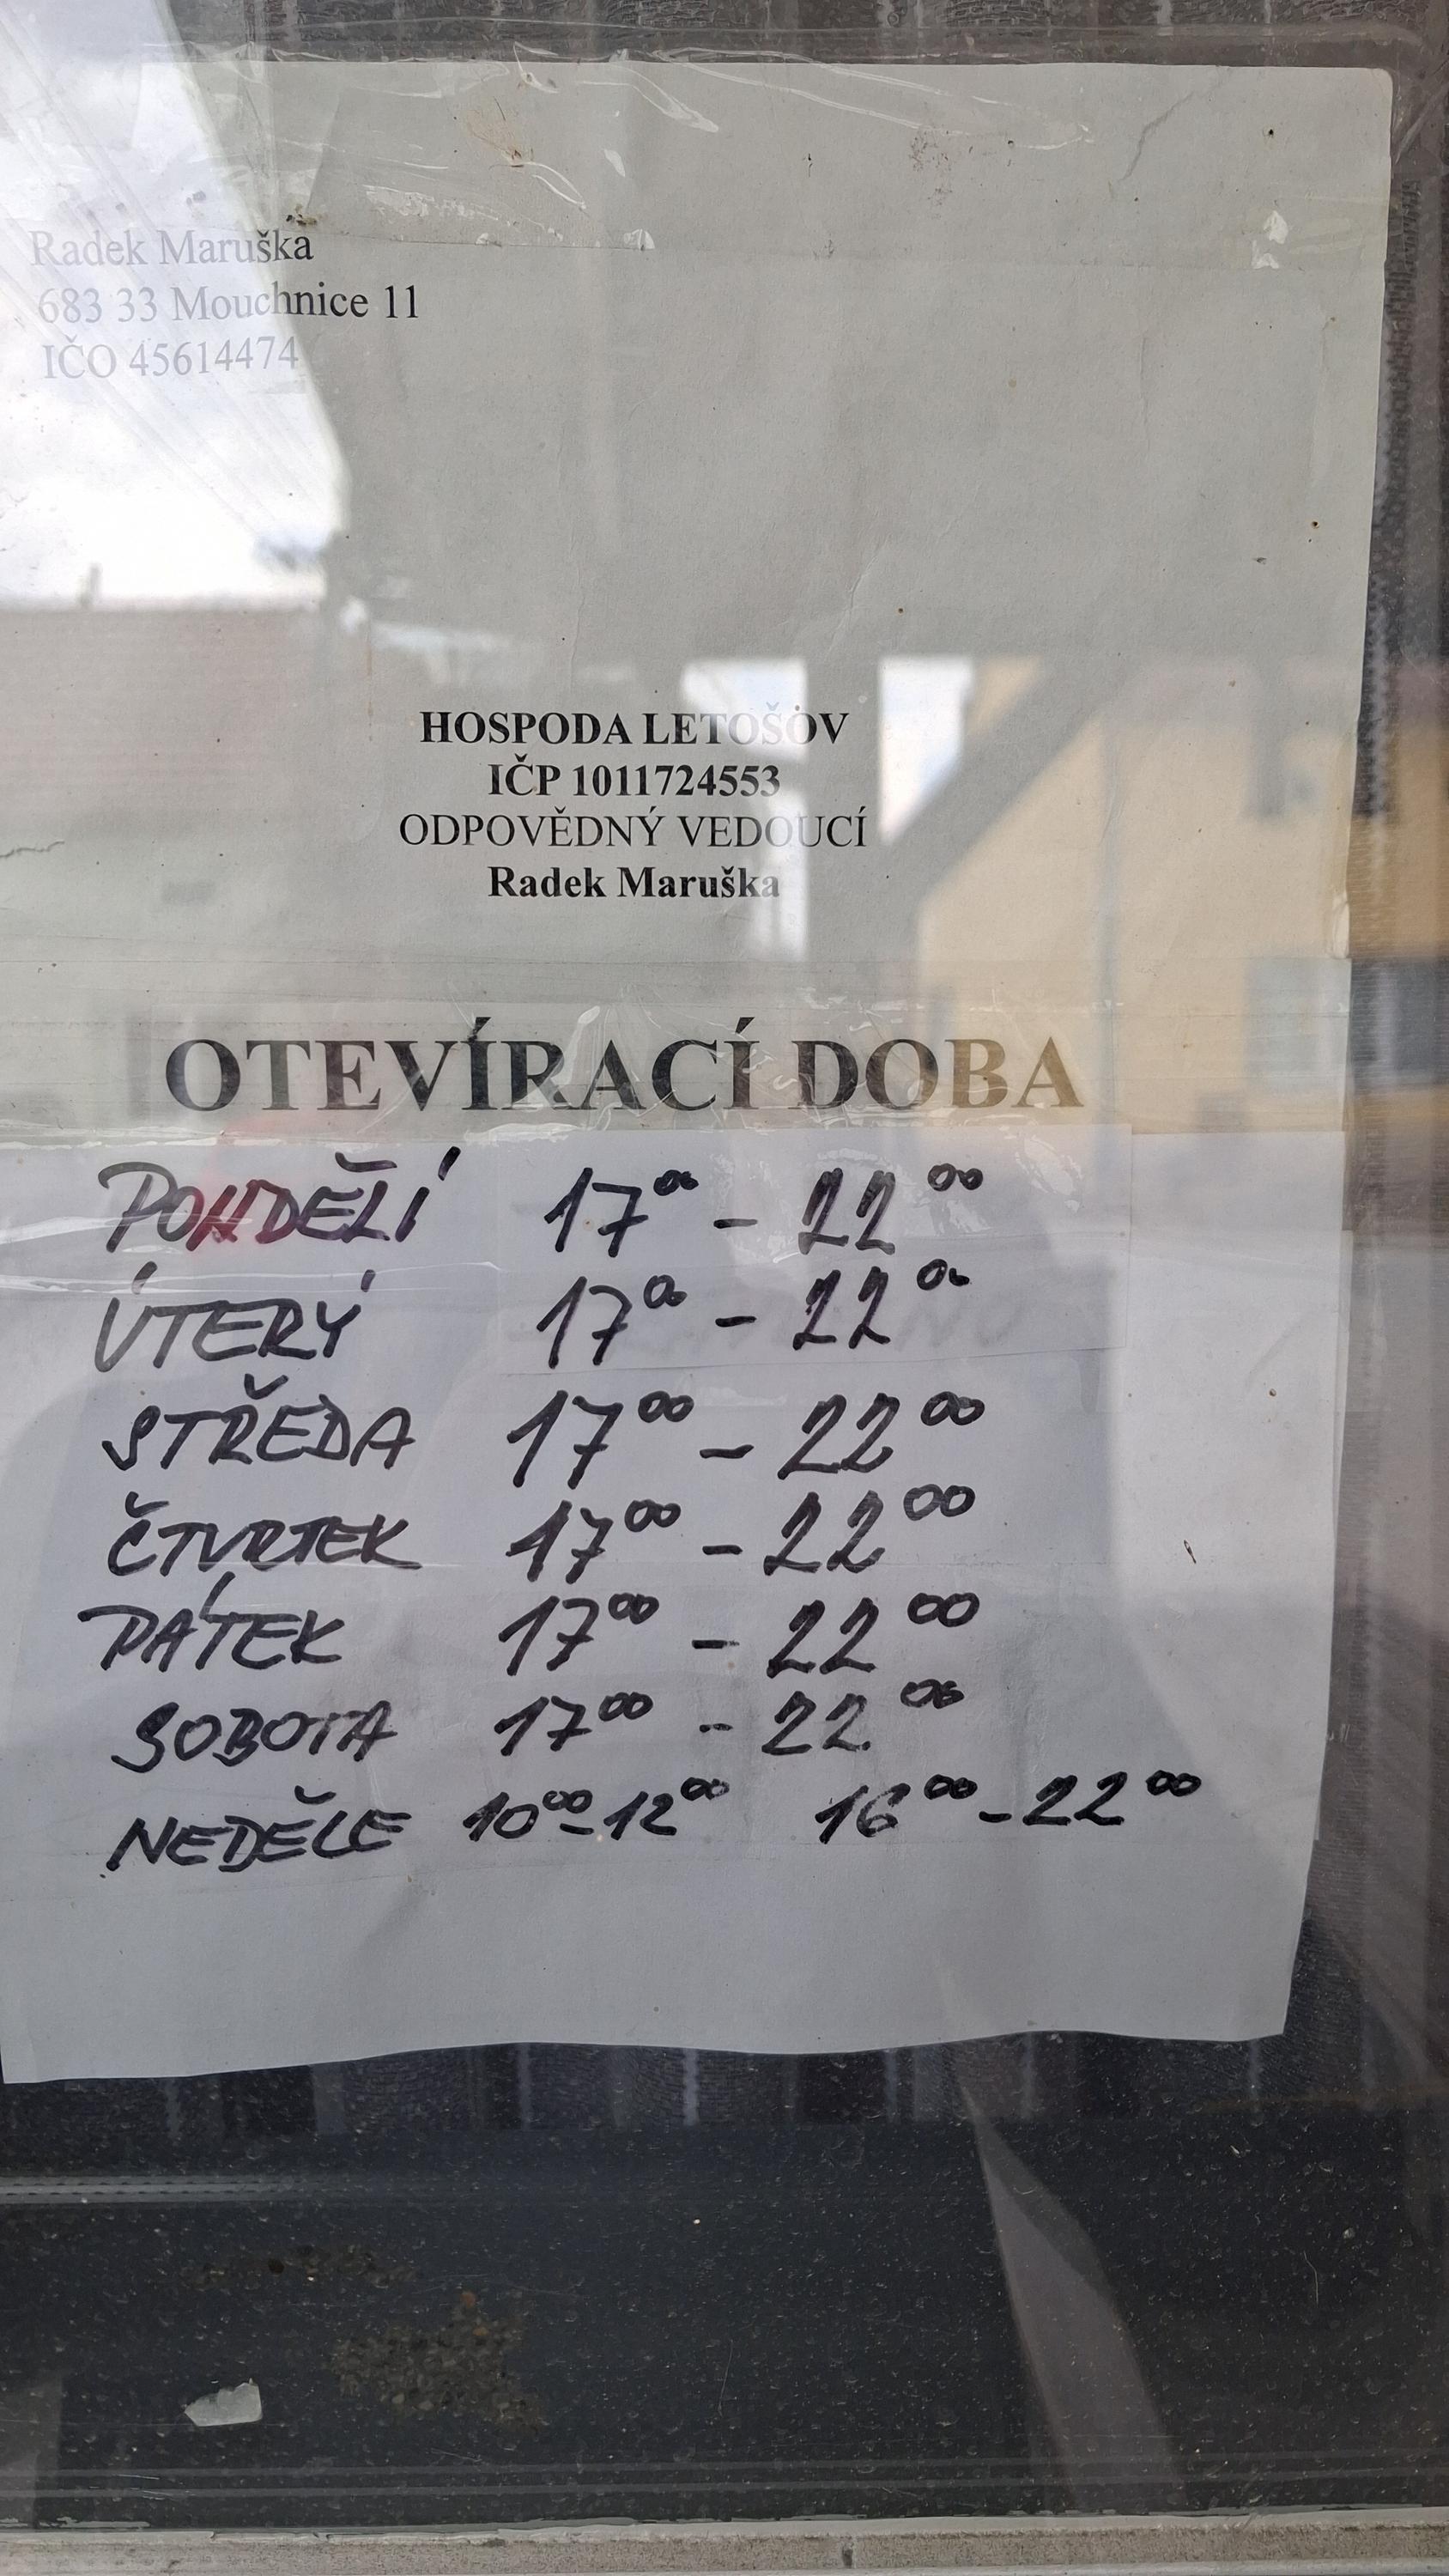 Radek Maruška
683 33 Mouchnice 11
IČO 45614474
HOSPODA LETOŠOV
IČP 1011724553
ODPOVĚDNÝ VEDOUCÍ
Radek Maruška
OTEVÍRACÍ DOBA
PONDĚLÍ 17⁰⁰ - 22⁰⁰
ÚTERÝ 17⁰⁰ - 22⁰⁰
STŘEDA 17⁰⁰ - 22⁰⁰
ČTVRTEK 17⁰⁰ - 22⁰⁰
PÁTEK 17⁰⁰ - 22⁰⁰
SOBOTA 17⁰⁰ - 22⁰⁰
NEDĚLE 10⁰⁰-12⁰⁰ 16⁰⁰-22⁰⁰